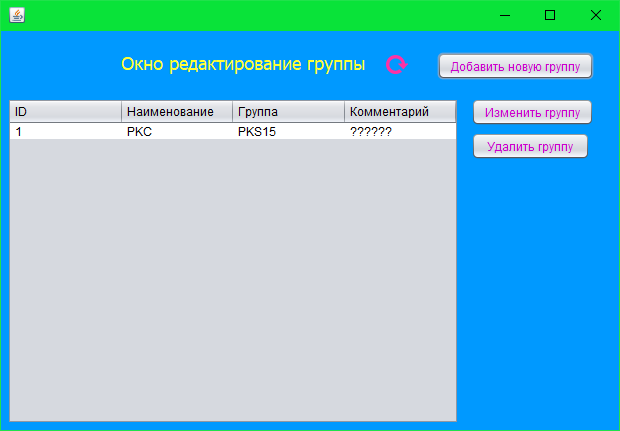 Окно редактирование группы
Добавить новую группу
ID Наименование Группа Комментарий
1 PKC PKS15 ??????
Изменить группу
Удалить группу